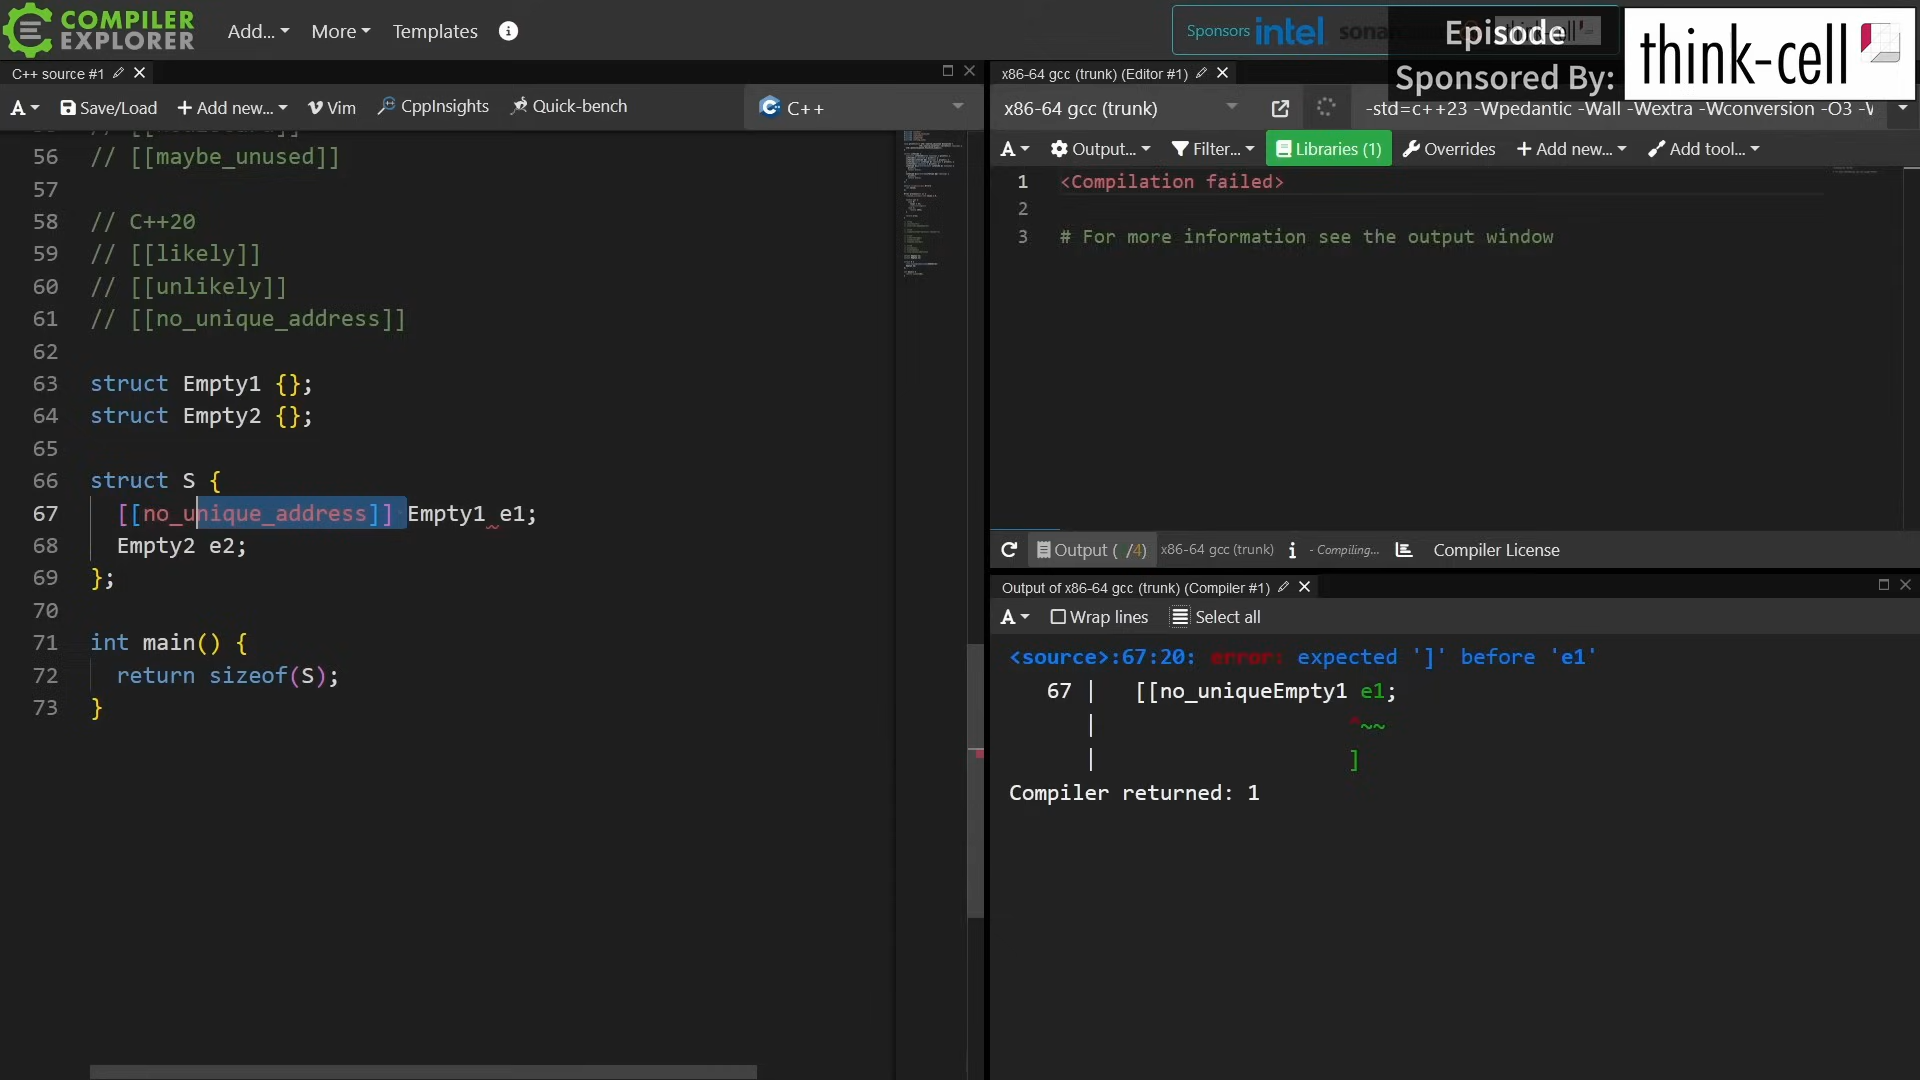 COMPILER
EXPLORER
Add...
More
Templates
Sponsors intel
Episode
Sponsored By:
think-cell
C++ source #1
A
Save/Load
+ Add new...
Vim
CppInsights
Quick-bench
C++
56 // [[maybe_unused]]
57
58 // C++20
59 // [[likely]]
60 // [[unlikely]]
61 // [[no_unique_address]]
62
63 struct Empty1 {};
64 struct Empty2 {};
65
66 struct S {
67 [[no_unique_address]] Empty1 e1;
68 Empty2 e2;
69 };
70
71 int main() {
72 return sizeof(S);
73 }
x86-64 gcc (trunk) (Editor #1)
x86-64 gcc (trunk)
-std=c++23 -Wpedantic -Wall -Wextra -Wconversion -O3
A
Output...
Filter...
Libraries (1)
Overrides
+ Add new...
Add tool...
1 <Compilation failed>
2
3 # For more information see the output window
Output ( /4)
x86-64 gcc (trunk)
i
- Compiling...
Compiler License
Output of x86-64 gcc (trunk) (Compiler #1)
A
Wrap lines
Select all
<source>:67:20: error: expected ']' before 'e1'
67 | [[no_uniqueEmpty1 e1;
| ^~~
| ]
Compiler returned: 1